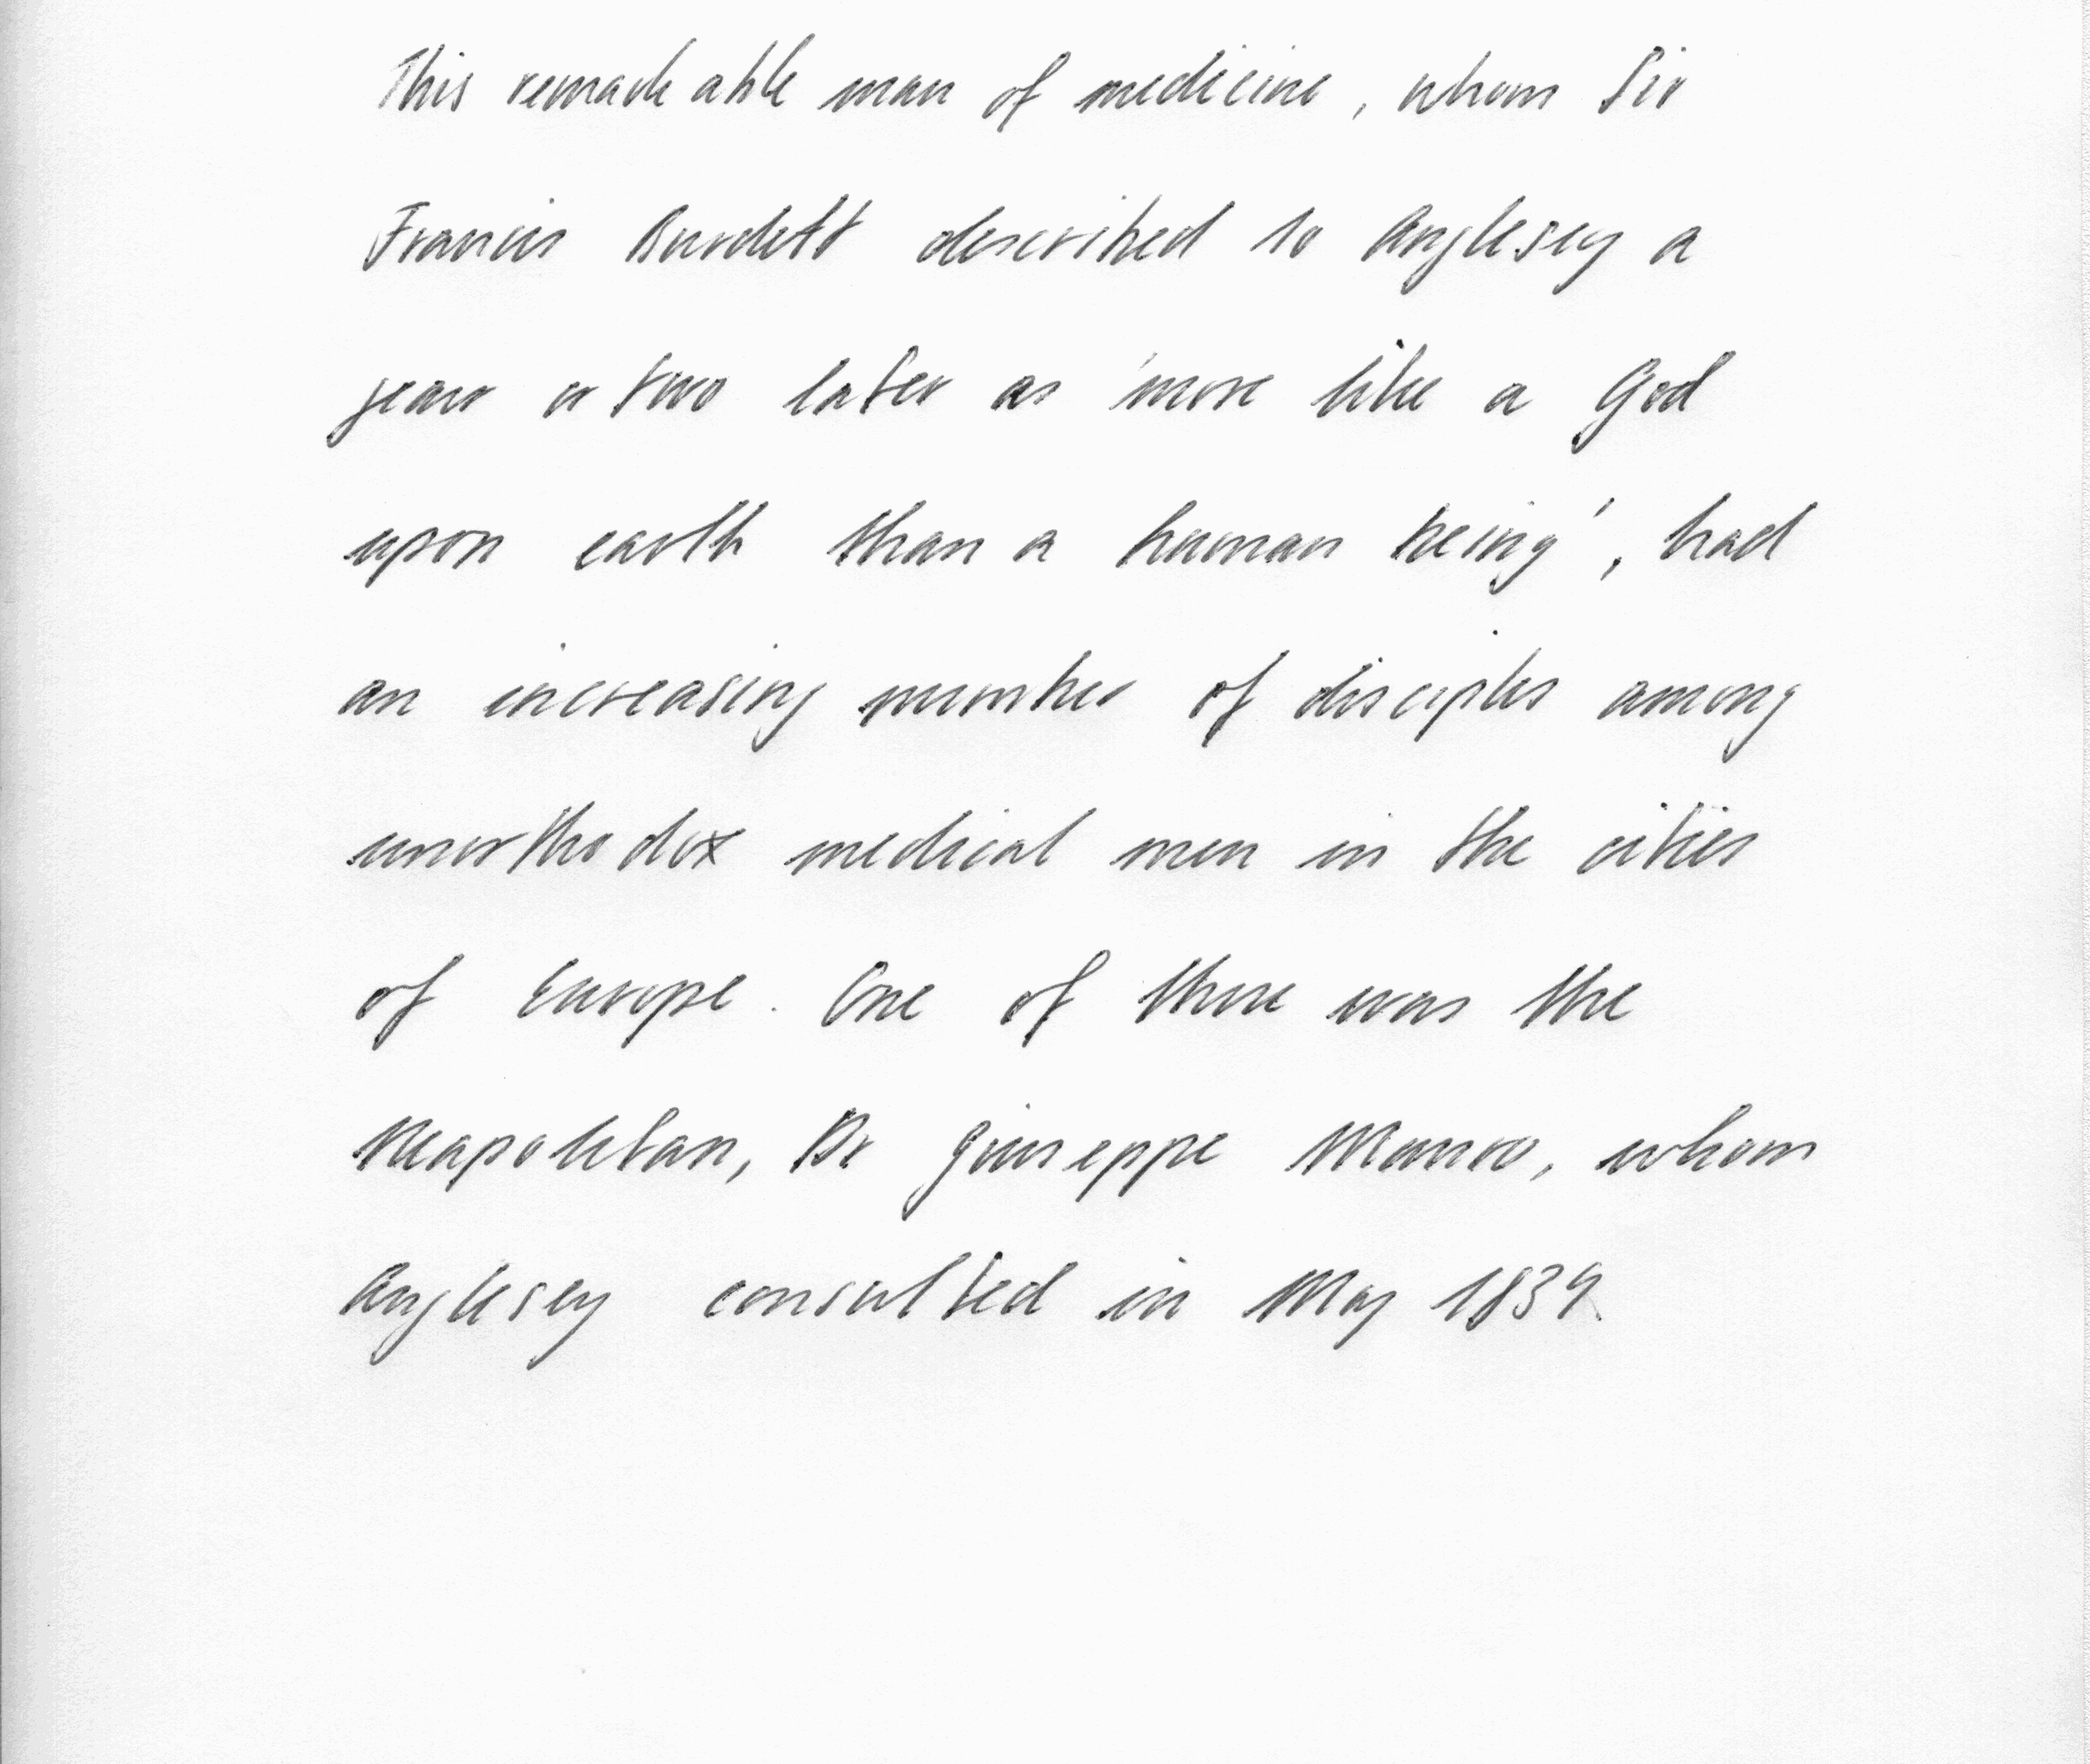 This remarkable man of medicine, whom Sir
Francis Burdett described to Anglesey a
year or two later as 'more like a God
upon earth than a human being', had
an increasing number of disciples among
unorthodox medical men in the cities
of Europe. One of these was the
Neapolitan, Dr Giuseppe Mauro, whom
Anglesey consulted in May 1834.